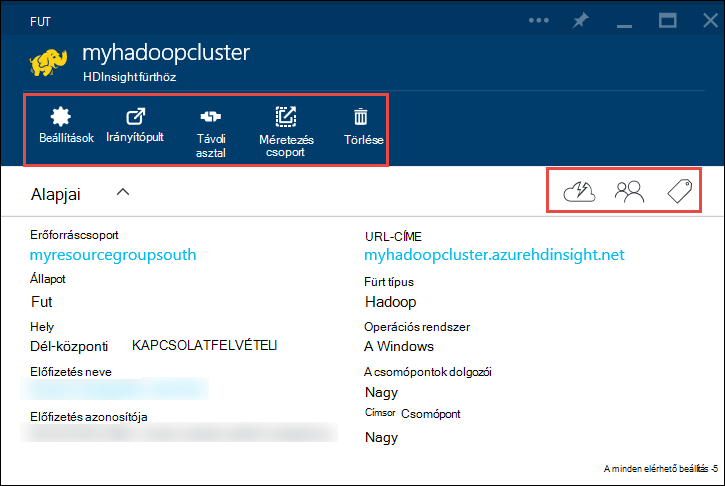 FUT
myhadoopcluster
HDInsight fürthöz
Beállítások Irányítópult Távoli asztal Méretezés csoport Törlése
Alapjai
Erőforráscsoport
myresourcegroupsouth
Állapot
Fut
Hely
Dél-központi KAPCSOLATFELVÉTELI
Előfizetés neve
Előfizetés azonosítója
URL-CÍME
myhadoopcluster.azurehdinsight.net
Fürt típus
Hadoop
Operációs rendszer
A Windows
A csomópontok dolgozói
Nagy
Címsor Csomópont
Nagy
A minden elérhető beállítás -5